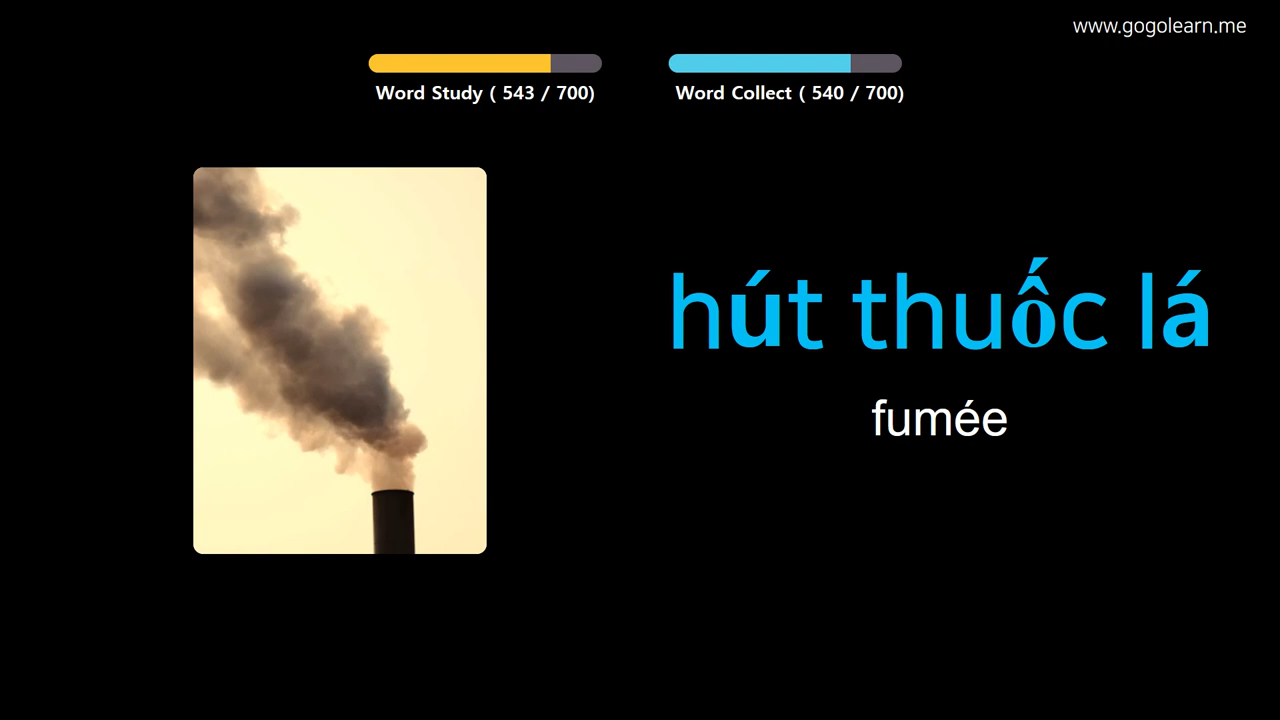 www.gogolearn.me
Word Study ( 543 / 700)
Word Collect ( 540 / 700)
hút thuốc lá
fumée